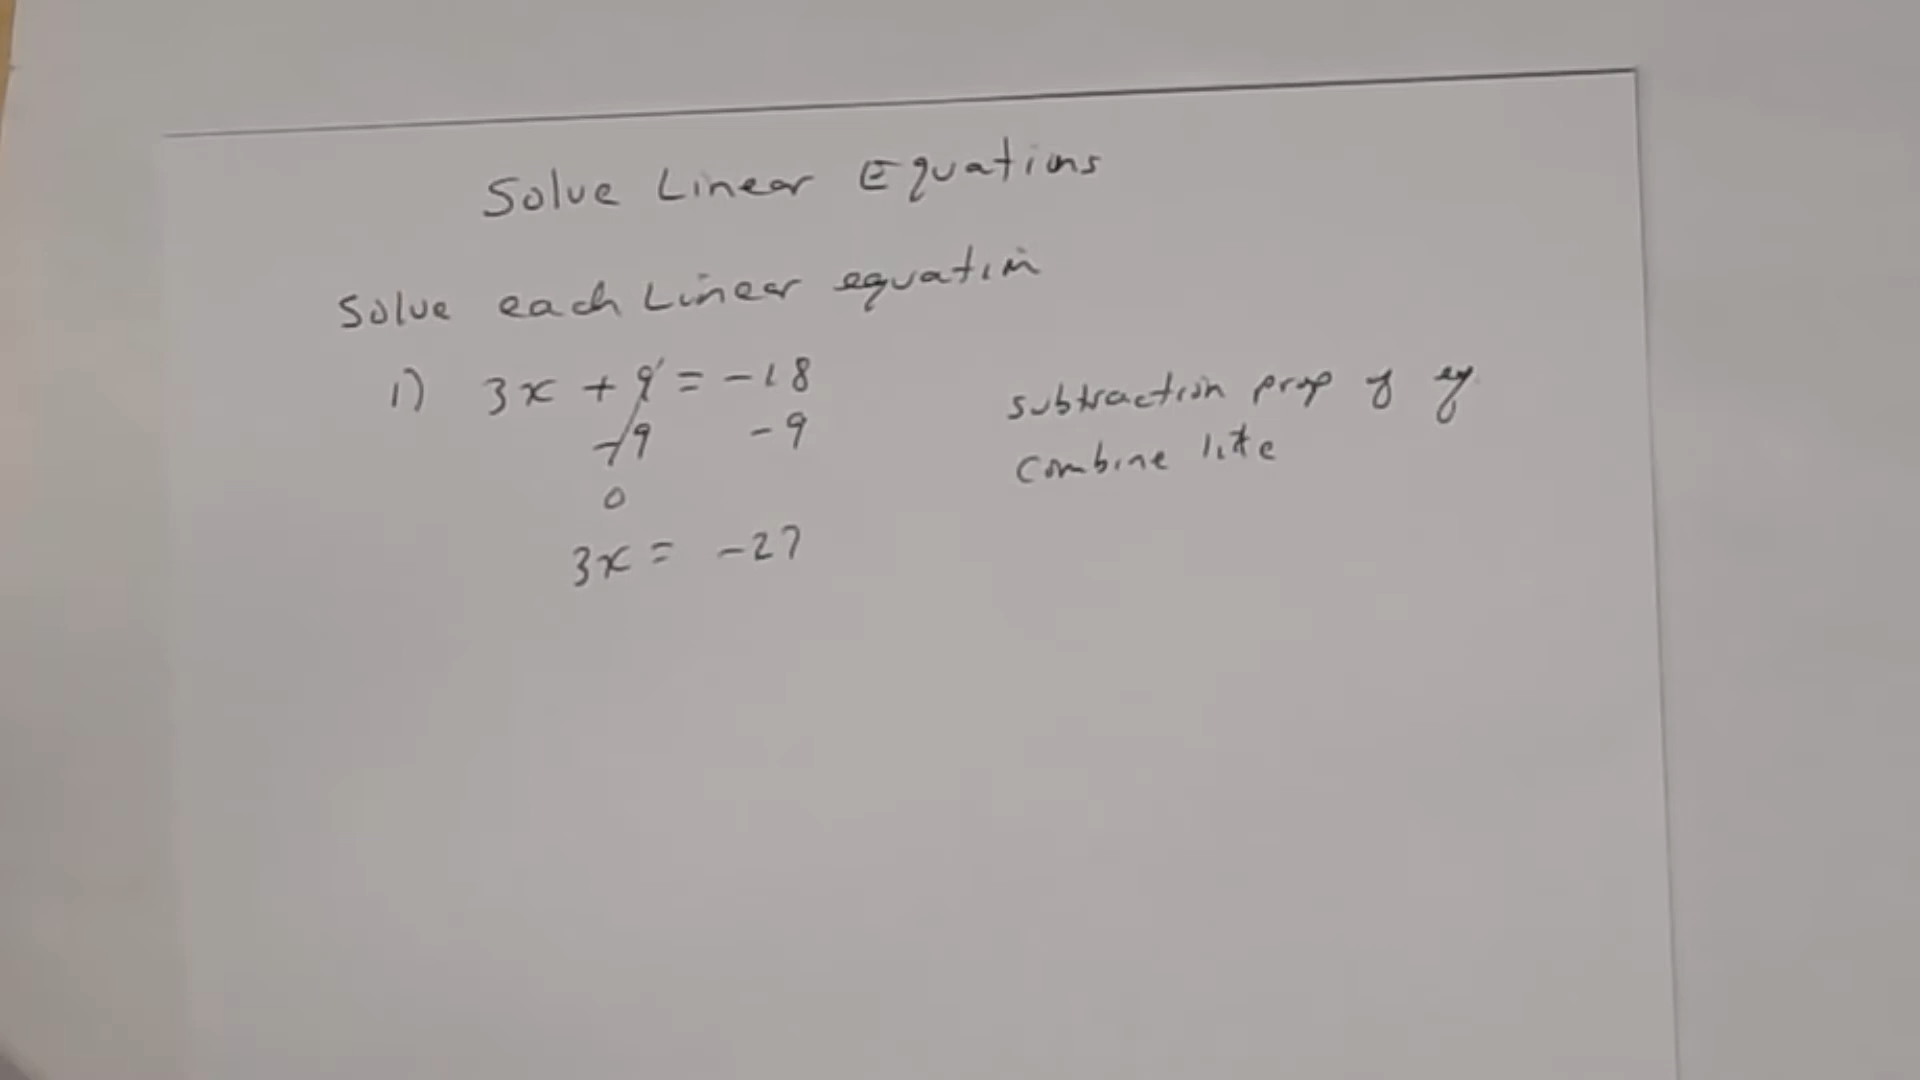 Solve Linear Equations
Solve each Linear equation
1) 3x + 9 = -18
-9 -9
0
3x = -27
subtraction prop of eq.
combine like